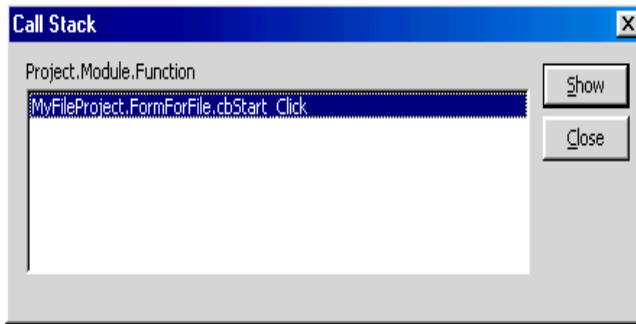 Call Stack
Project.Module.Function
Show
MyFileProject.FormForFile.cbStart_Click
Close